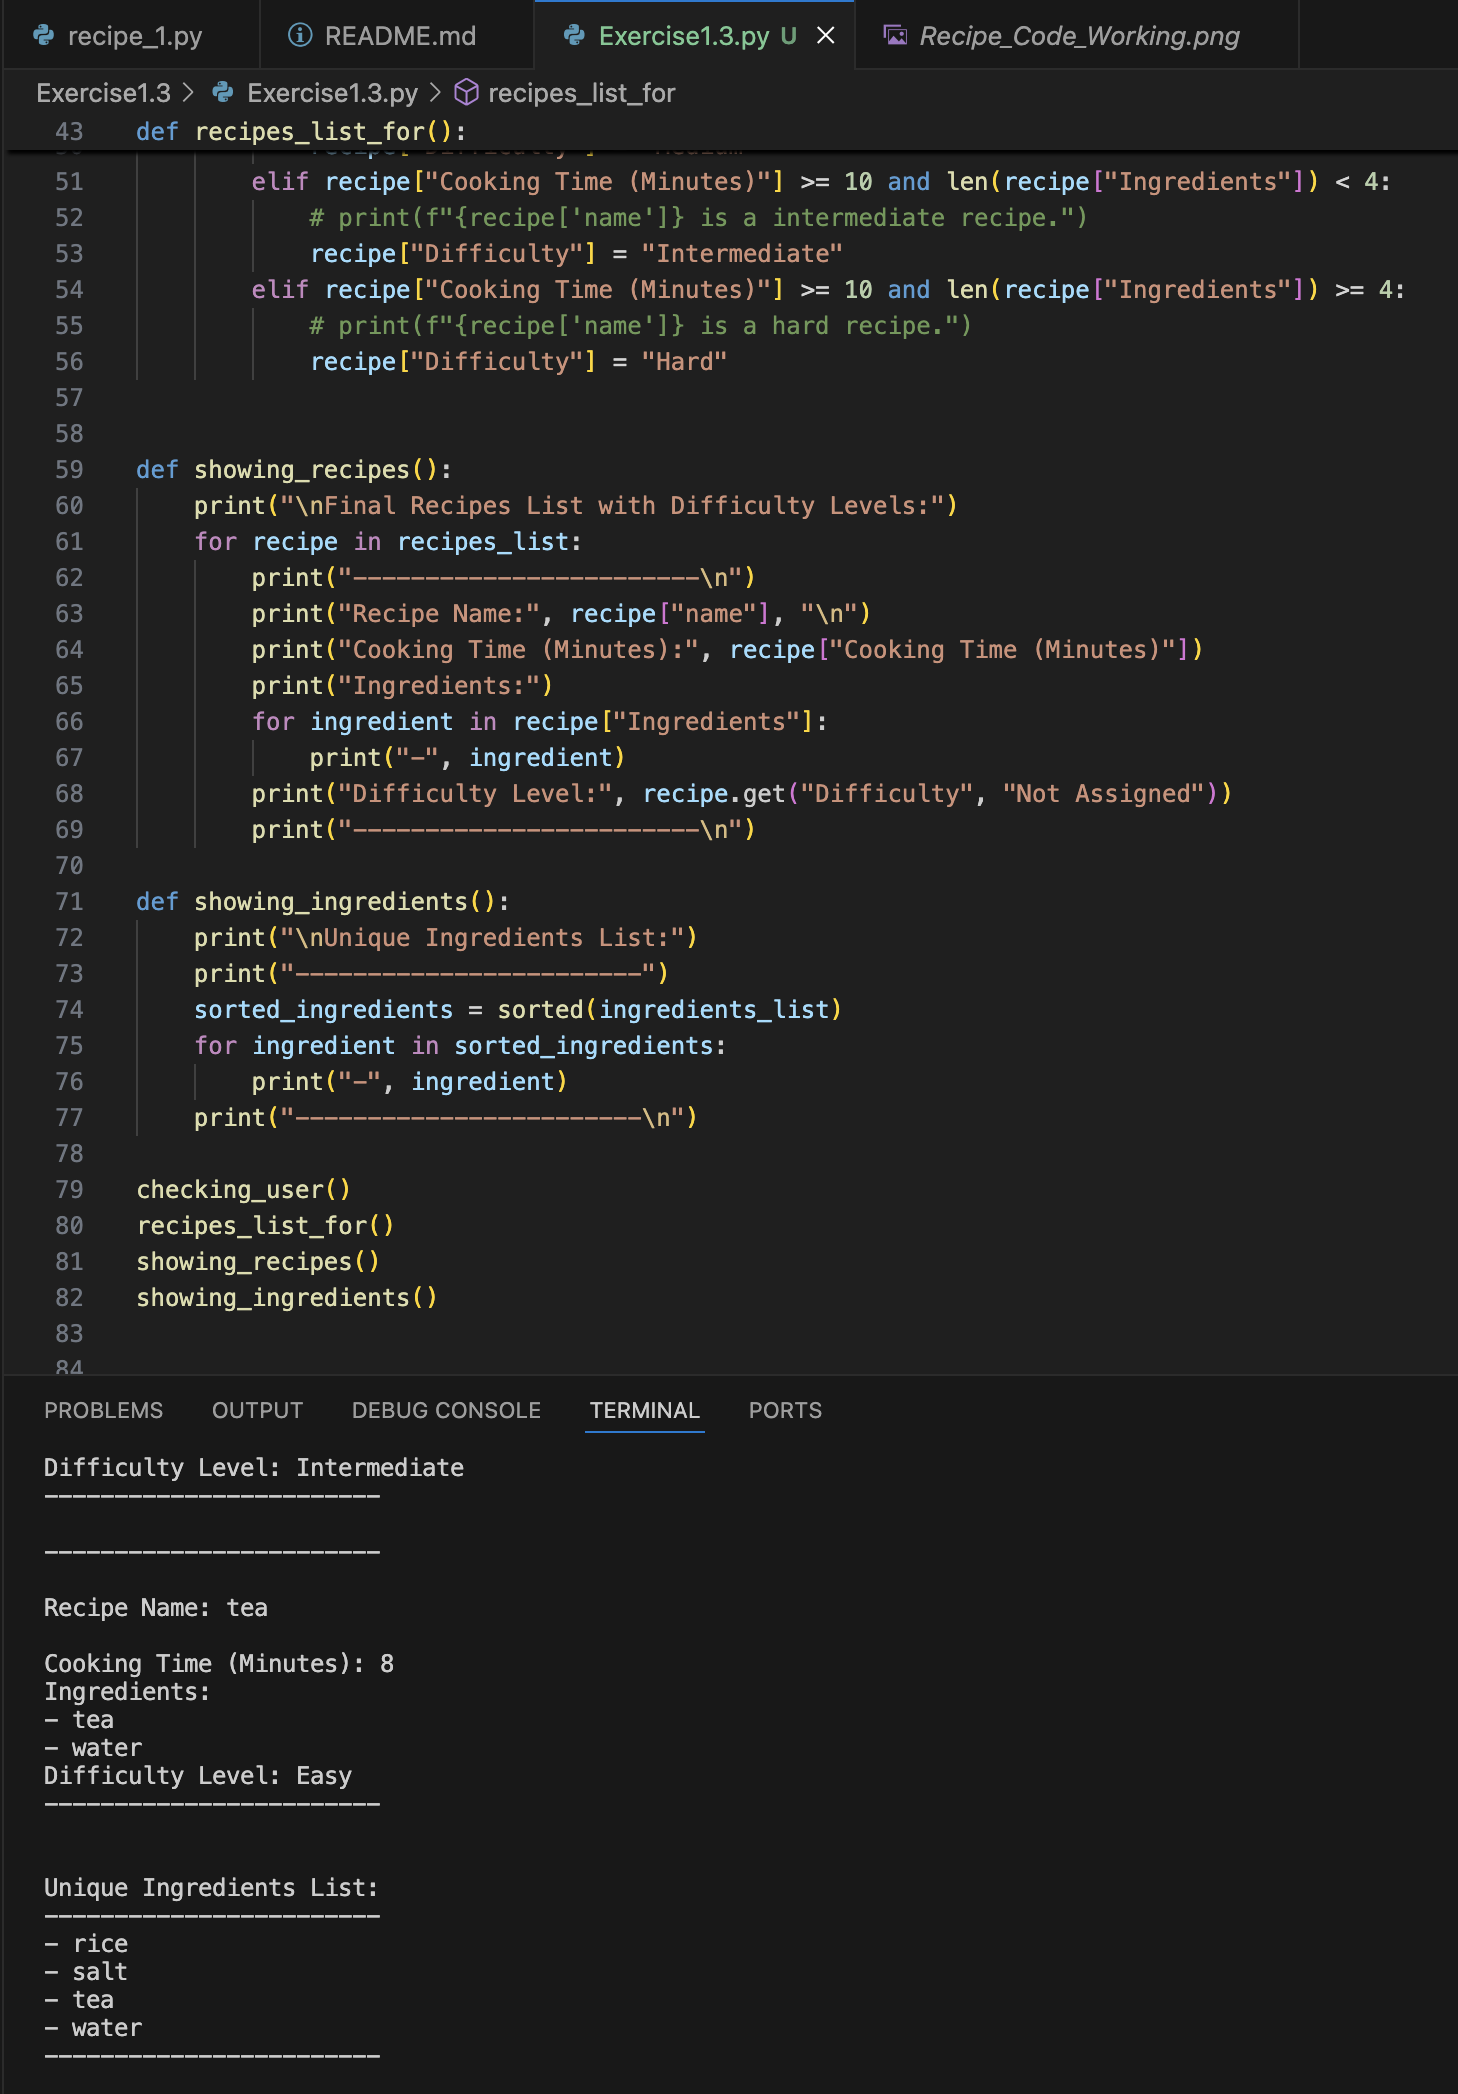 recipe_1.py README.md Exercise1.3.py U Recipe_Code_Working.png
Exercise1.3 > Exercise1.3.py > recipes_list_for
43 def recipes_list_for():
51 elif recipe["Cooking Time (Minutes)"] >= 10 and len(recipe["Ingredients"]) < 4:
52 # print(f"{recipe['name']} is a intermediate recipe.")
53 recipe["Difficulty"] = "Intermediate"
54 elif recipe["Cooking Time (Minutes)"] >= 10 and len(recipe["Ingredients"]) >= 4:
55 # print(f"{recipe['name']} is a hard recipe.")
56 recipe["Difficulty"] = "Hard"
57
58
59 def showing_recipes():
60 print("\nFinal Recipes List with Difficulty Levels:")
61 for recipe in recipes_list:
62 print("------------------------\n")
63 print("Recipe Name:", recipe["name"], "\n")
64 print("Cooking Time (Minutes):", recipe["Cooking Time (Minutes)"])
65 print("Ingredients:")
66 for ingredient in recipe["Ingredients"]:
67 print("-", ingredient)
68 print("Difficulty Level:", recipe.get("Difficulty", "Not Assigned"))
69 print("------------------------\n")
70
71 def showing_ingredients():
72 print("\nUnique Ingredients List:")
73 print("------------------------")
74 sorted_ingredients = sorted(ingredients_list)
75 for ingredient in sorted_ingredients:
76 print("-", ingredient)
77 print("------------------------\n")
78
79 checking_user()
80 recipes_list_for()
81 showing_recipes()
82 showing_ingredients()
83
84
PROBLEMS OUTPUT DEBUG CONSOLE TERMINAL PORTS
Difficulty Level: Intermediate
------------------------
------------------------
Recipe Name: tea
Cooking Time (Minutes): 8
Ingredients:
- tea
- water
Difficulty Level: Easy
------------------------
Unique Ingredients List:
------------------------
- rice
- salt
- tea
- water
------------------------